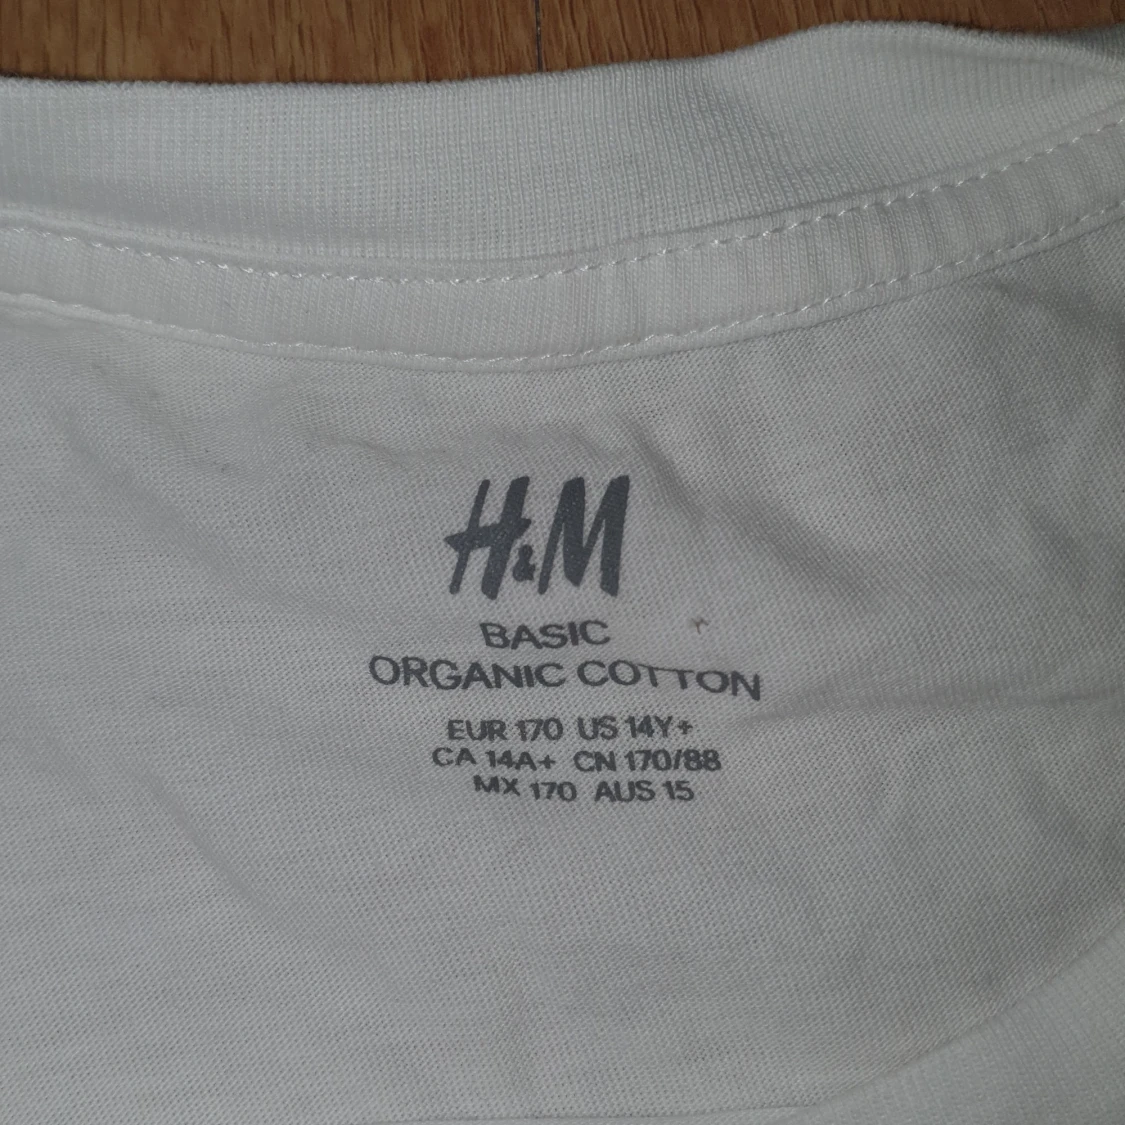 H&M
BASIC
ORGANIC COTTON
EUR 170 US 14Y+
CA 14A+ CN 170/88
MX 170 AUS 15